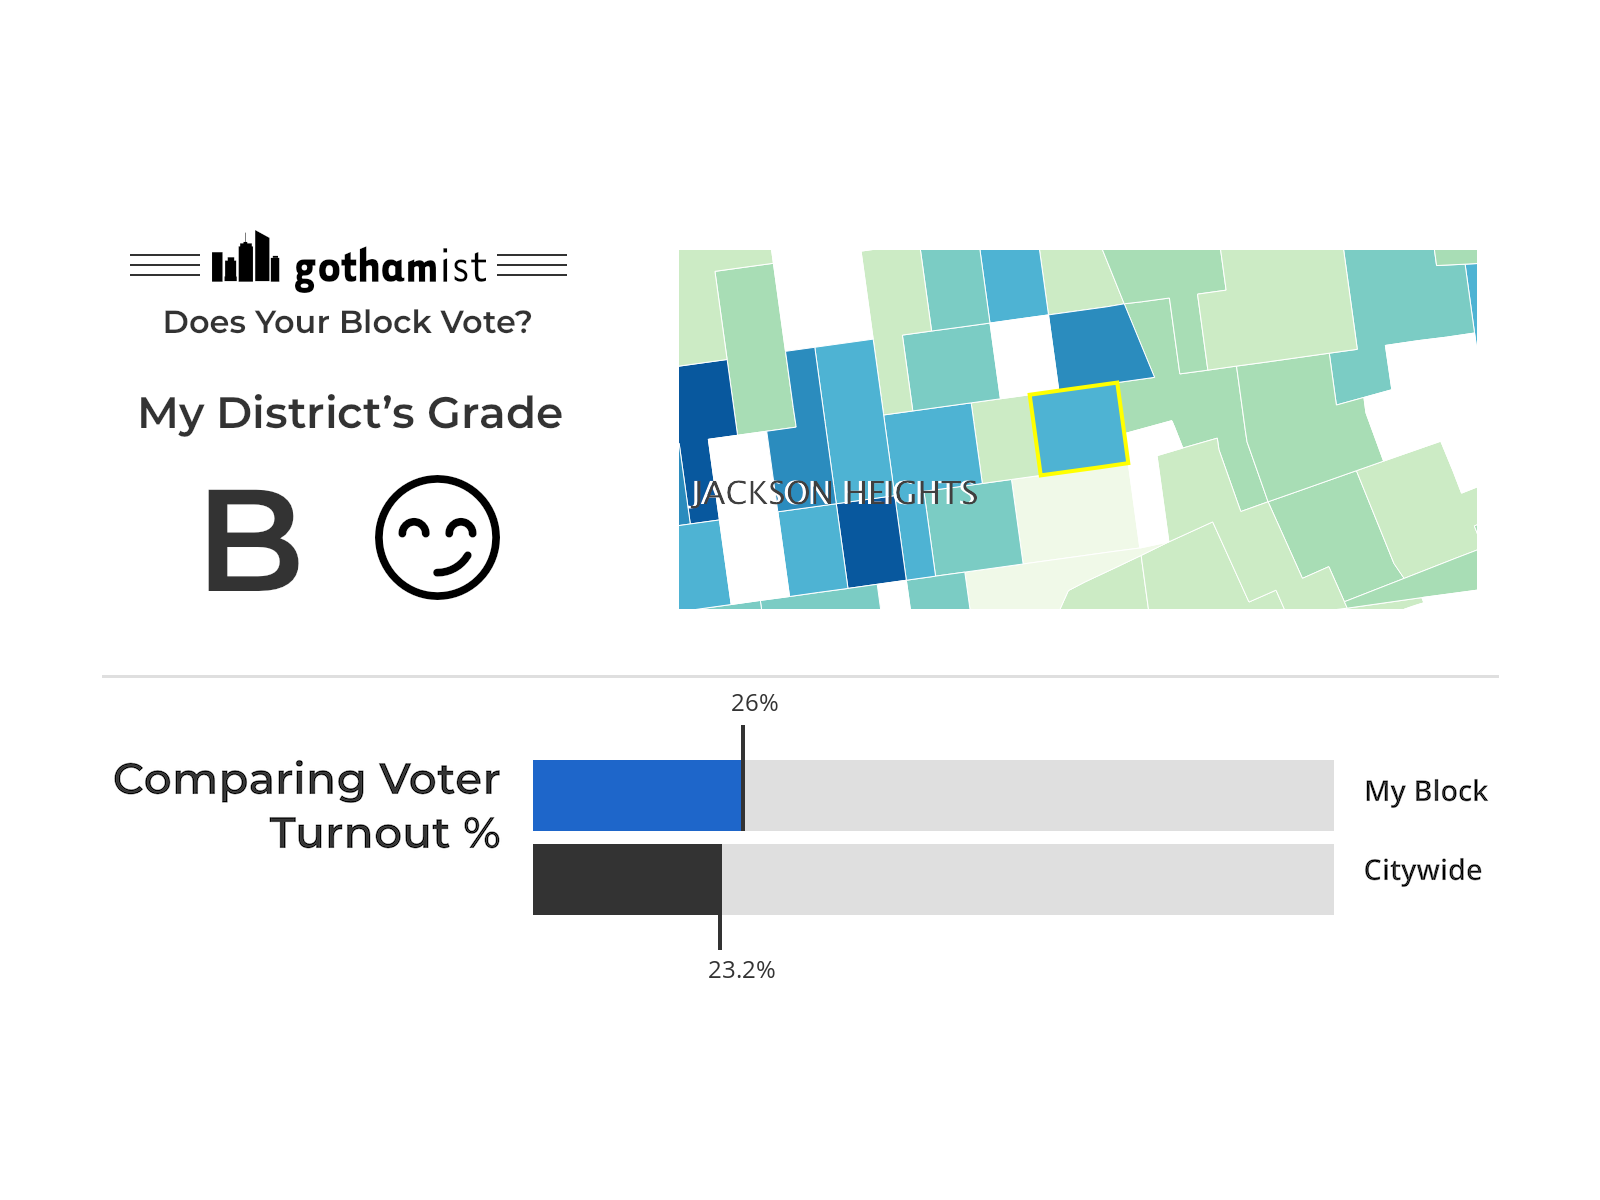 gothamist
Does Your Block Vote?
My District’s Grade
B
JACKSON HEIGHTS
26%
Comparing Voter
Turnout %
My Block
Citywide
23.2%